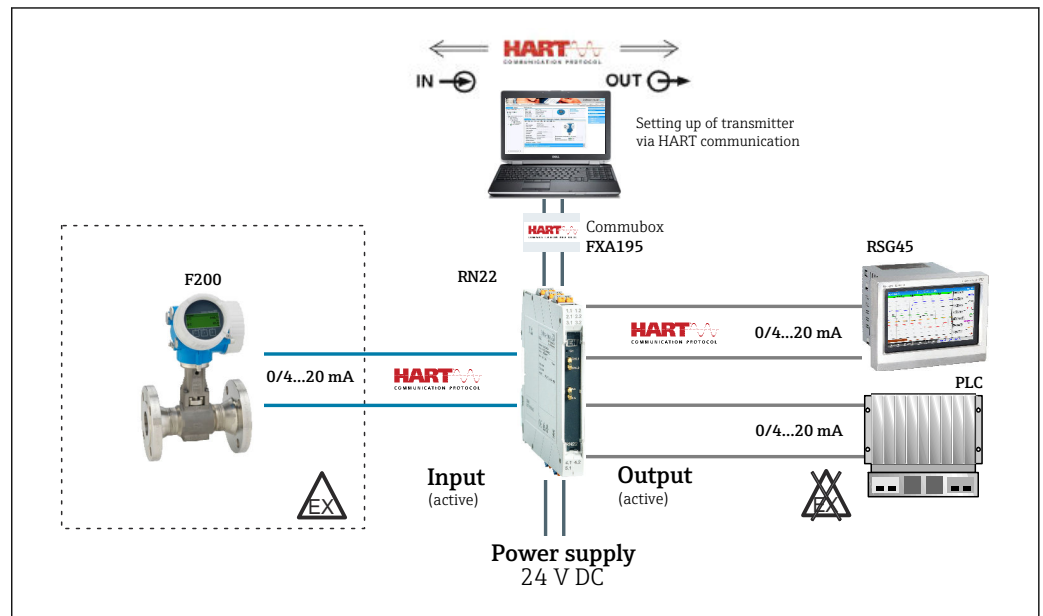 HART
COMMUNICATION PROTOCOL
IN
OUT
Setting up of transmitter
via HART communication
HART
Commubox
FXA195
F200
RN22
RSG45
HART
COMMUNICATION PROTOCOL
0/4...20 mA
0/4...20 mA
HART
COMMUNICATION PROTOCOL
PLC
0/4...20 mA
Input
(active)
Output
(active)
EX
EX
Power supply
24 V DC